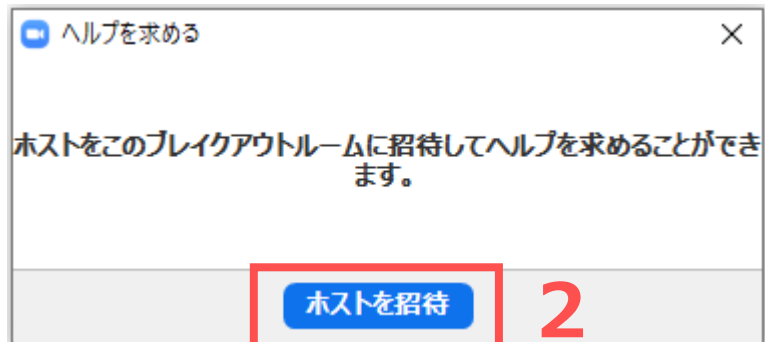 ヘルプを求める
ホストをこのブレイクアウトルームに招待してヘルプを求めることができ
ます。
ホストを招待
2